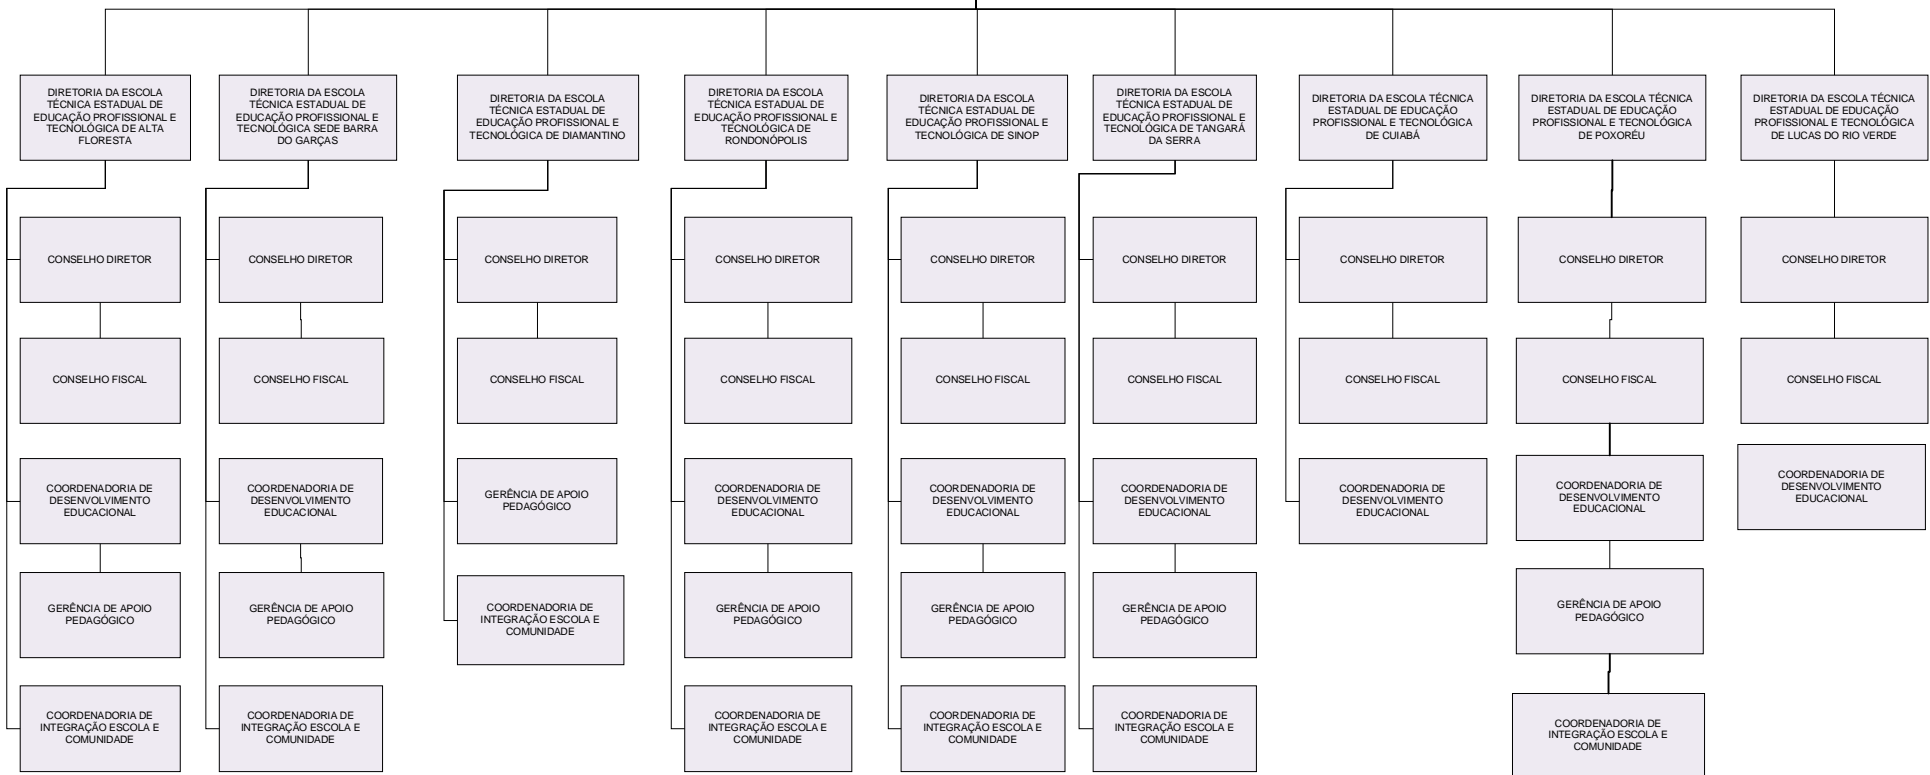 DIRETORIA DA ESCOLA
TÉCNICA ESTADUAL DE
EDUCAÇÃO PROFISSIONAL E
TECNOLÓGICA DE ALTA
FLORESTA
CONSELHO DIRETOR
CONSELHO FISCAL
COORDENADORIA DE
DESENVOLVIMENTO
EDUCACIONAL
GERÊNCIA DE APOIO
PEDAGÓGICO
COORDENADORIA DE
INTEGRAÇÃO ESCOLA E
COMUNIDADE
DIRETORIA DA ESCOLA
TÉCNICA ESTADUAL DE
EDUCAÇÃO PROFISSIONAL E
TECNOLÓGICA SEDE BARRA
DO GARÇAS
CONSELHO DIRETOR
CONSELHO FISCAL
COORDENADORIA DE
DESENVOLVIMENTO
EDUCACIONAL
GERÊNCIA DE APOIO
PEDAGÓGICO
COORDENADORIA DE
INTEGRAÇÃO ESCOLA E
COMUNIDADE
DIRETORIA DA ESCOLA
TÉCNICA ESTADUAL DE
EDUCAÇÃO PROFISSIONAL E
TECNOLÓGICA DE DIAMANTINO
CONSELHO DIRETOR
CONSELHO FISCAL
GERÊNCIA DE APOIO
PEDAGÓGICO
COORDENADORIA DE
INTEGRAÇÃO ESCOLA E
COMUNIDADE
DIRETORIA DA ESCOLA
TÉCNICA ESTADUAL DE
EDUCAÇÃO PROFISSIONAL E
TECNOLÓGICA DE
RONDONÓPOLIS
CONSELHO DIRETOR
CONSELHO FISCAL
COORDENADORIA DE
DESENVOLVIMENTO
EDUCACIONAL
GERÊNCIA DE APOIO
PEDAGÓGICO
COORDENADORIA DE
INTEGRAÇÃO ESCOLA E
COMUNIDADE
DIRETORIA DA ESCOLA
TÉCNICA ESTADUAL DE
EDUCAÇÃO PROFISSIONAL E
TECNOLÓGICA DE SINOP
CONSELHO DIRETOR
CONSELHO FISCAL
COORDENADORIA DE
DESENVOLVIMENTO
EDUCACIONAL
GERÊNCIA DE APOIO
PEDAGÓGICO
COORDENADORIA DE
INTEGRAÇÃO ESCOLA E
COMUNIDADE
DIRETORIA DA ESCOLA
TÉCNICA ESTADUAL DE
EDUCAÇÃO PROFISSIONAL E
TECNOLÓGICA DE TANGARÁ
DA SERRA
CONSELHO DIRETOR
CONSELHO FISCAL
COORDENADORIA DE
DESENVOLVIMENTO
EDUCACIONAL
GERÊNCIA DE APOIO
PEDAGÓGICO
COORDENADORIA DE
INTEGRAÇÃO ESCOLA E
COMUNIDADE
DIRETORIA DA ESCOLA TÉCNICA
ESTADUAL DE EDUCAÇÃO
PROFISSIONAL E TECNOLÓGICA
DE CUIABÁ
CONSELHO DIRETOR
CONSELHO FISCAL
COORDENADORIA DE
DESENVOLVIMENTO
EDUCACIONAL
DIRETORIA DA ESCOLA TÉCNICA
ESTADUAL DE EDUCAÇÃO
PROFISSIONAL E TECNOLÓGICA
DE POXORÉU
CONSELHO DIRETOR
CONSELHO FISCAL
COORDENADORIA DE
DESENVOLVIMENTO
EDUCACIONAL
GERÊNCIA DE APOIO
PEDAGÓGICO
COORDENADORIA DE
INTEGRAÇÃO ESCOLA E
COMUNIDADE
DIRETORIA DA ESCOLA TÉCNICA
ESTADUAL DE EDUCAÇÃO
PROFISSIONAL E TECNOLÓGICA
DE LUCAS DO RIO VERDE
CONSELHO DIRETOR
CONSELHO FISCAL
COORDENADORIA DE
DESENVOLVIMENTO
EDUCACIONAL